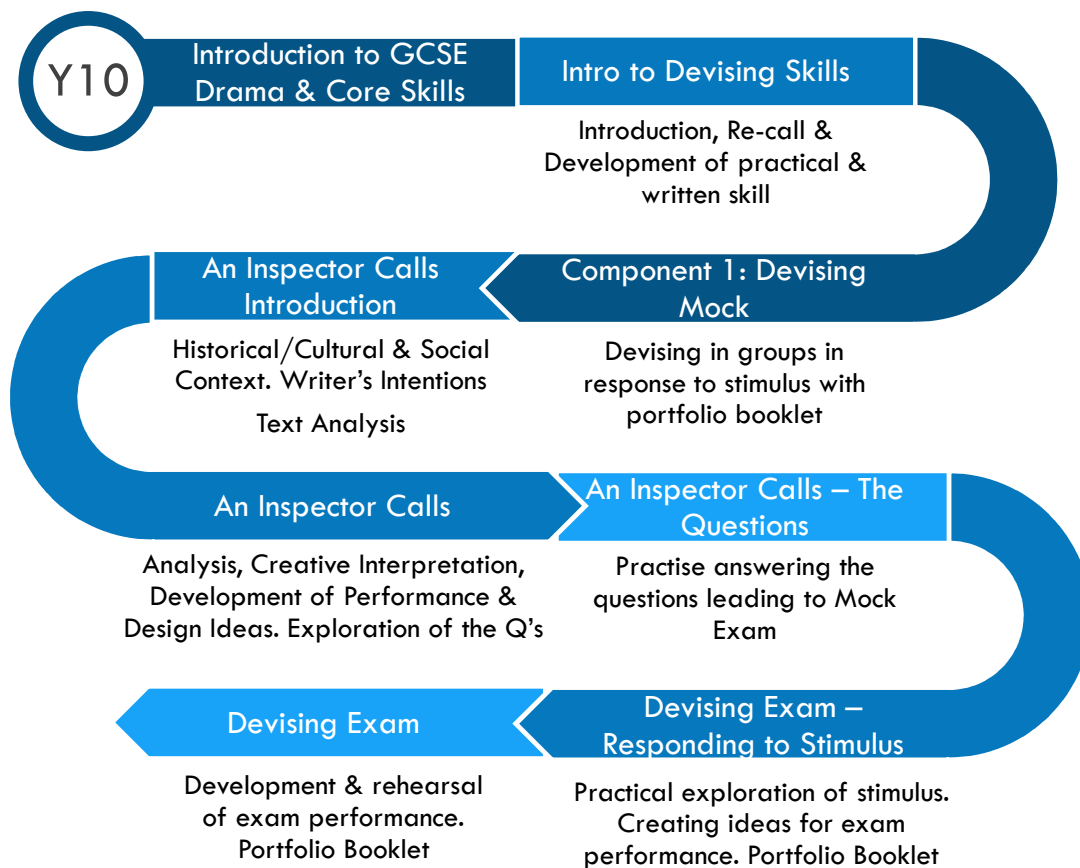 Y10
Introduction to GCSE
Drama & Core Skills
Intro to Devising Skills
Introduction, Re-call &
Development of practical &
written skill
Component 1: Devising
Mock
Devising in groups in
response to stimulus with
portfolio booklet
An Inspector Calls
Introduction
Historical/Cultural & Social
Context. Writer's Intentions
Text Analysis
An Inspector Calls
Analysis, Creative Interpretation,
Development of Performance &
Design Ideas. Exploration of the Q's
An Inspector Calls – The
Questions
Practise answering the
questions leading to Mock
Exam
Devising Exam –
Responding to Stimulus
Practical exploration of stimulus.
Creating ideas for exam
performance. Portfolio Booklet
Devising Exam
Development & rehearsal
of exam performance.
Portfolio Booklet